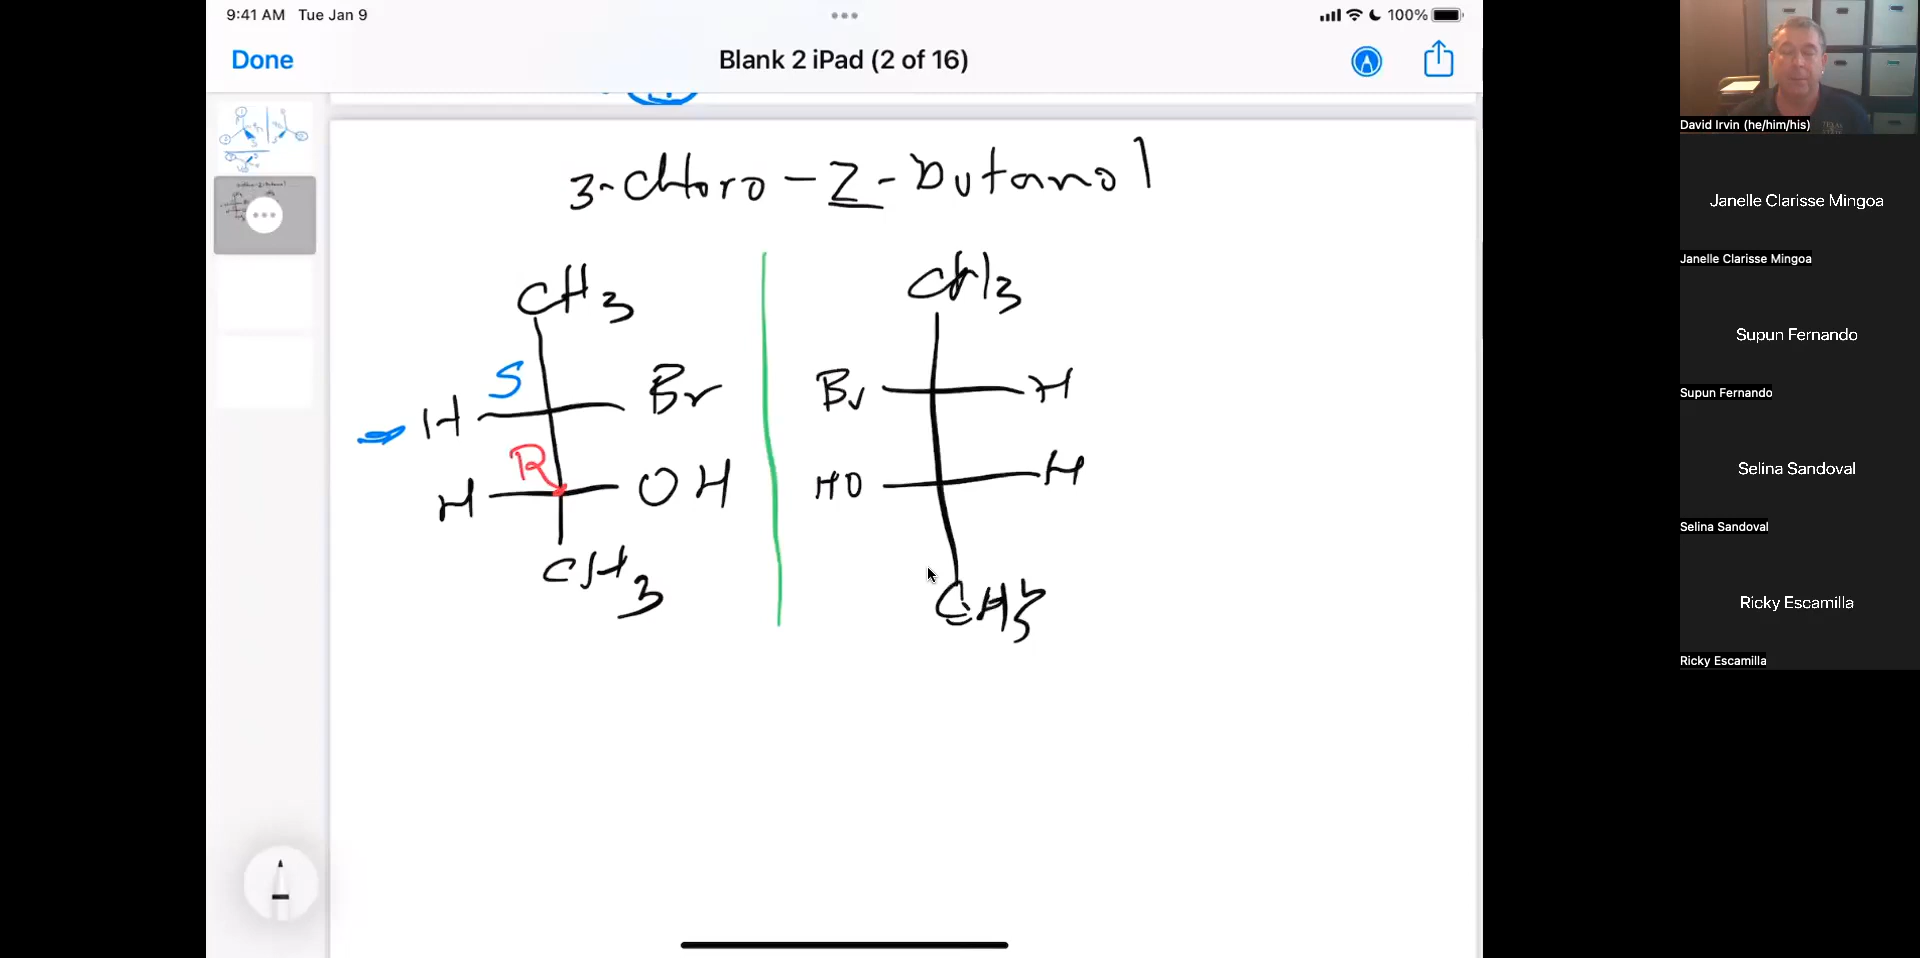 9:41 AM Tue Jan 9
100%
Done
Blank 2 iPad (2 of 16)
3-Chloro-2-Butanol
CH3
CH3
S
H
Br
Br
H
R
H
OH
HO
H
CH3
CH3
David Irvin (he/him/his)
Janelle Clarisse Mingoa
Janelle Clarisse Mingoa
Supun Fernando
Supun Fernando
Selina Sandoval
Selina Sandoval
Ricky Escamilla
Ricky Escamilla